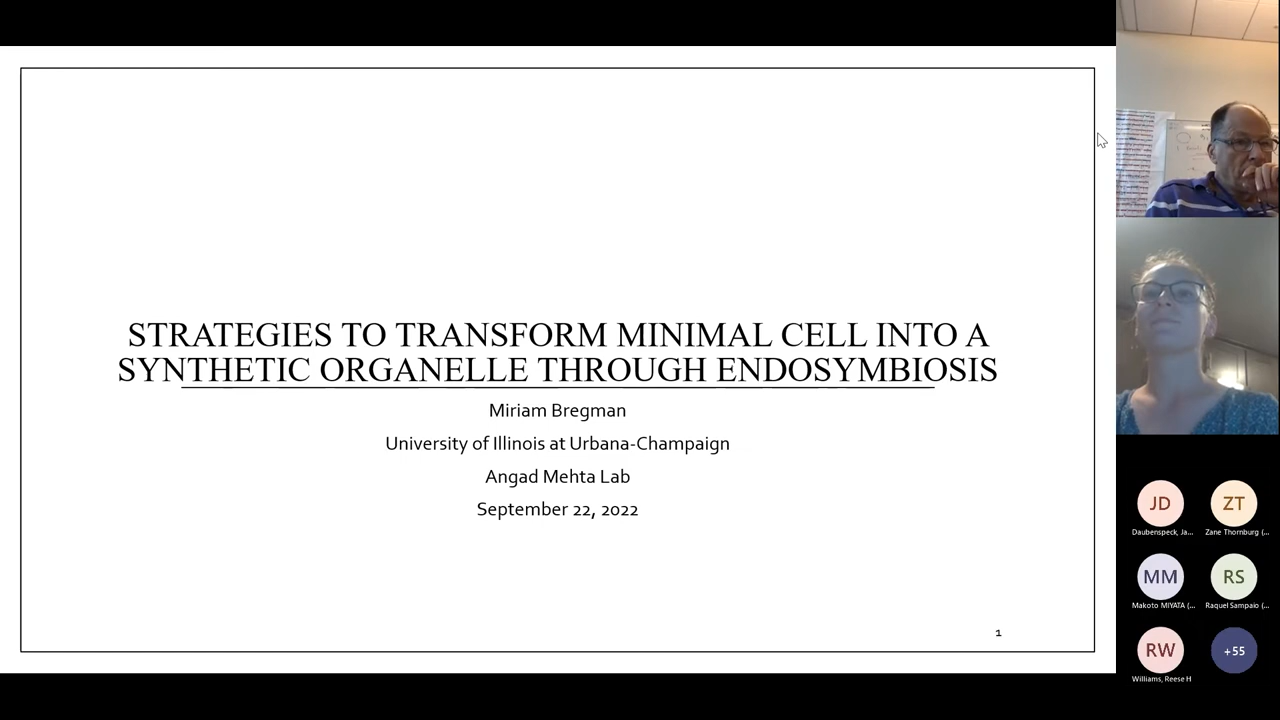 STRATEGIES TO TRANSFORM MINIMAL CELL INTO A
SYNTHETIC ORGANELLE THROUGH ENDOSYMBIOSIS
Miriam Bregman
University of Illinois at Urbana-Champaign
Angad Mehta Lab
September 22, 2022
1
JD
ZT
Daubenspeck, Ja...
Zane Thornburg (...
MM
RS
Makoto MIYATA (...
Raquel Sampaio (...
RW
+55
Williams, Reese H